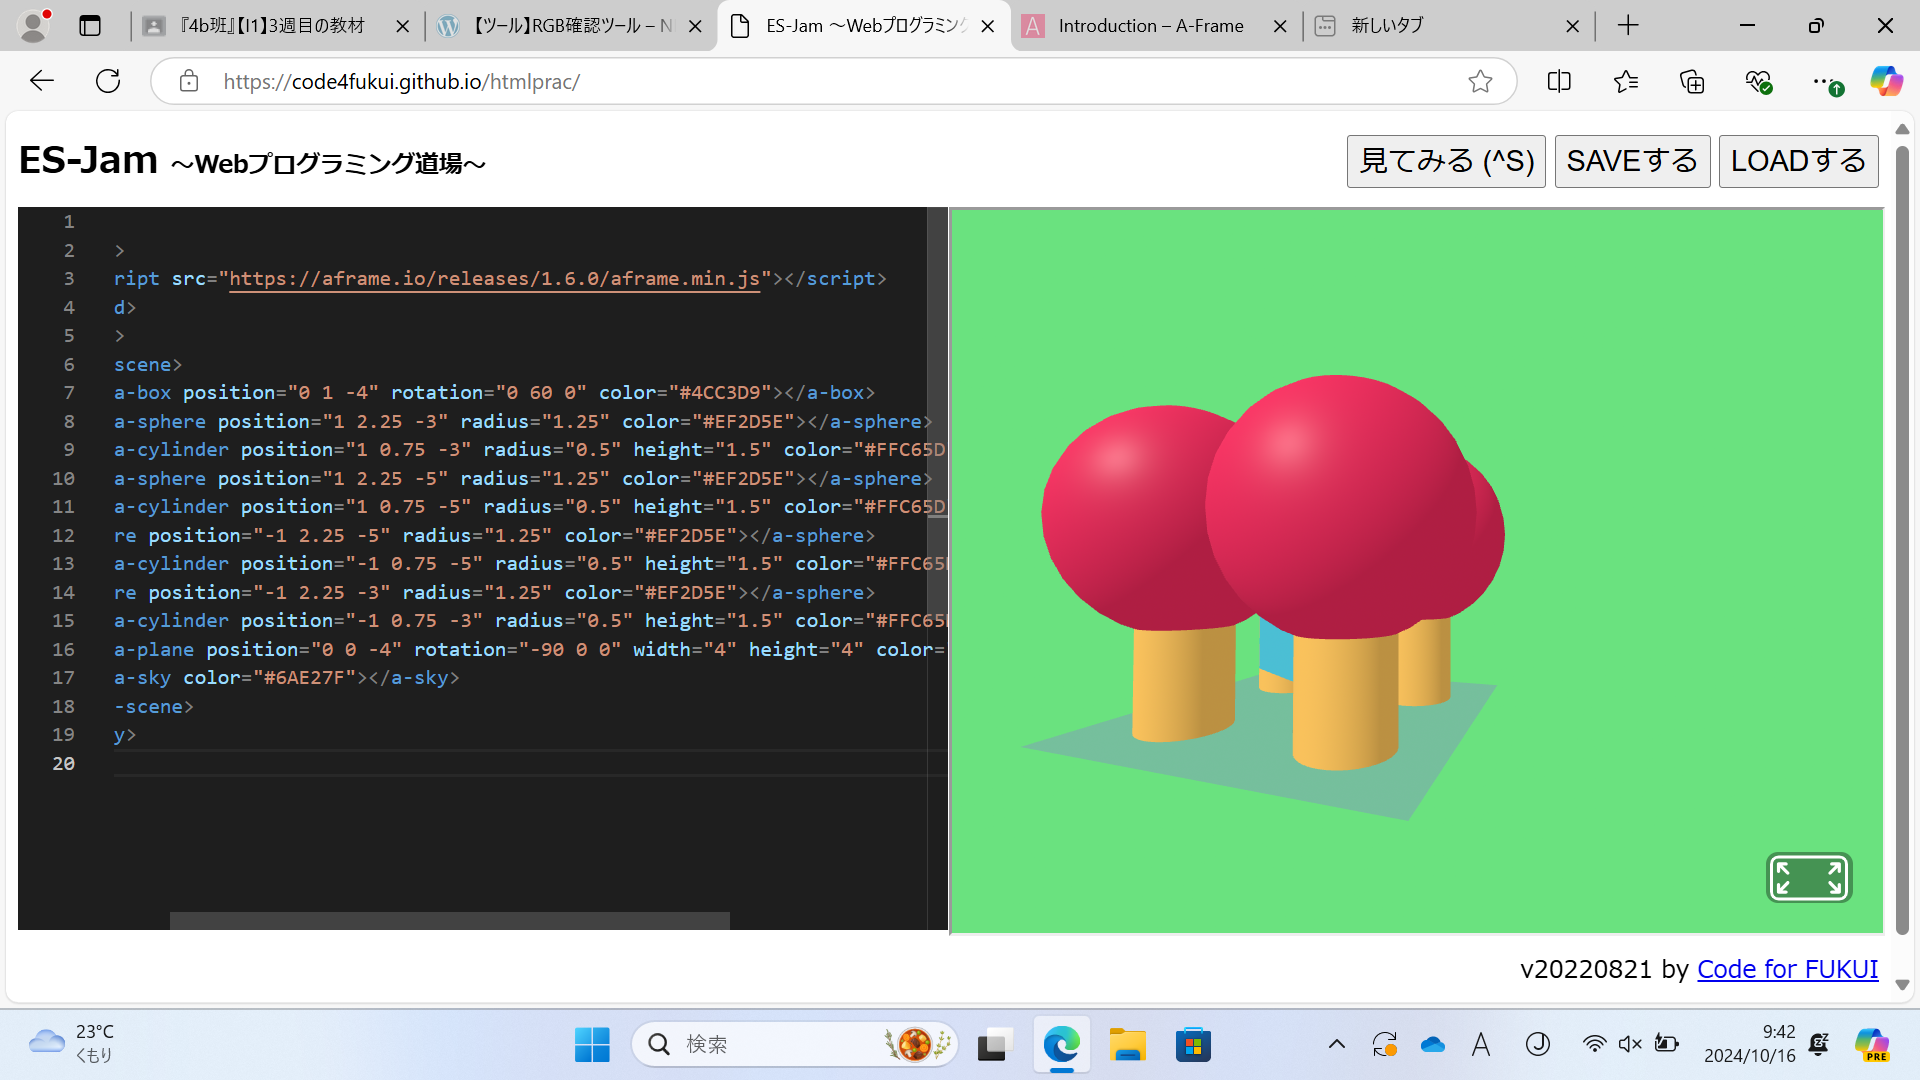 『4b班』【I1】3週目の教材
【ツール】RGB確認ツール – N
ES-Jam ～Webプログラミング
Introduction – A-Frame
新しいタブ
https://code4fukui.github.io/htmlprac/
ES-Jam ～Webプログラミング道場～
見てみる (^S)
SAVEする
LOADする
1
2 >
3 ript src="https://aframe.io/releases/1.6.0/aframe.min.js"></script>
4 d>
5 >
6 scene>
7 a-box position="0 1 -4" rotation="0 60 0" color="#4CC3D9"></a-box>
8 a-sphere position="1 2.25 -3" radius="1.25" color="#EF2D5E"></a-sphere>
9 a-cylinder position="1 0.75 -3" radius="0.5" height="1.5" color="#FFC65D
10 a-sphere position="1 2.25 -5" radius="1.25" color="#EF2D5E"></a-sphere>
11 a-cylinder position="1 0.75 -5" radius="0.5" height="1.5" color="#FFC65D
12 re position="-1 2.25 -5" radius="1.25" color="#EF2D5E"></a-sphere>
13 a-cylinder position="-1 0.75 -5" radius="0.5" height="1.5" color="#FFC65
14 re position="-1 2.25 -3" radius="1.25" color="#EF2D5E"></a-sphere>
15 a-cylinder position="-1 0.75 -3" radius="0.5" height="1.5" color="#FFC65
16 a-plane position="0 0 -4" rotation="-90 0 0" width="4" height="4" color=
17 a-sky color="#6AE27F"></a-sky>
18 -scene>
19 y>
20
v20220821 by Code for FUKUI
23°C
くもり
検索
A
J
9:42
2024/10/16
PRE